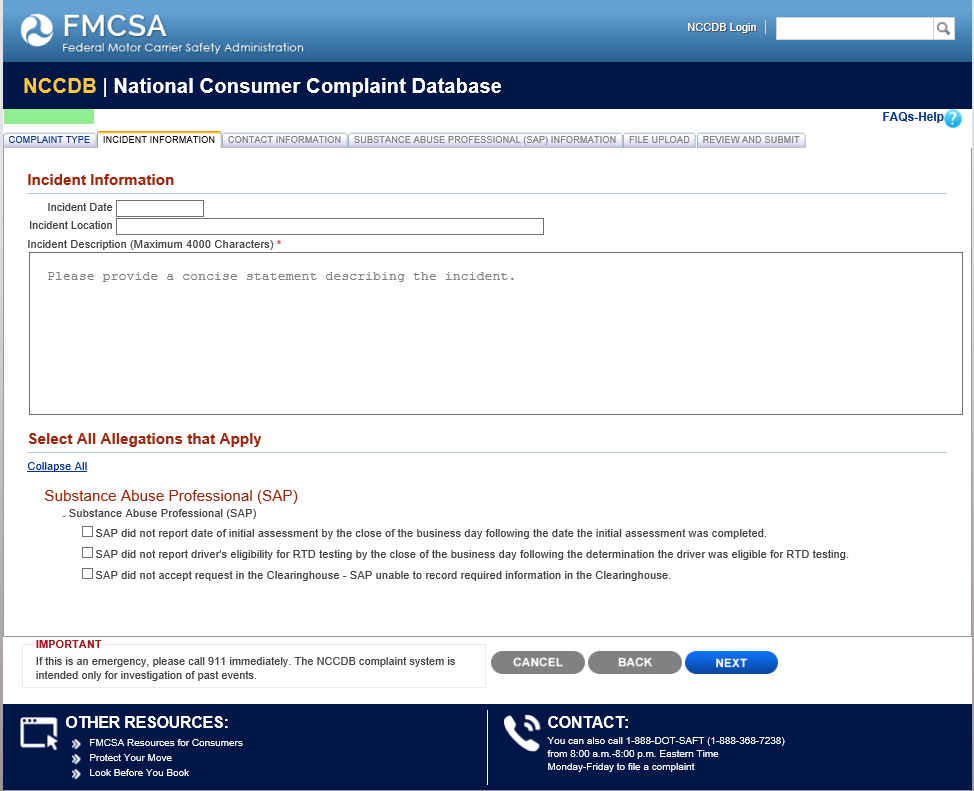 FMCSA
Federal Motor Carrier Safety Administration
NCCDB Login
NCCDB | National Consumer Complaint Database
FAQs-Help ?
COMPLAINT TYPE INCIDENT INFORMATION CONTACT INFORMATION SUBSTANCE ABUSE PROFESSIONAL (SAP) INFORMATION FILE UPLOAD REVIEW AND SUBMIT
Incident Information
Incident Date
Incident Location
Incident Description (Maximum 4000 Characters) *
Please provide a concise statement describing the incident.
Select All Allegations that Apply
Collapse All
Substance Abuse Professional (SAP)
Substance Abuse Professional (SAP)
SAP did not report date of initial assessment by the close of the business day following the date the initial assessment was completed.
SAP did not report driver's eligibility for RTD testing by the close of the business day following the determination the driver was eligible for RTD testing.
SAP did not accept request in the Clearinghouse - SAP unable to record required information in the Clearinghouse.
IMPORTANT
If this is an emergency, please call 911 immediately. The NCCDB complaint system is
intended only for investigation of past events.
CANCEL BACK NEXT
OTHER RESOURCES:
FMCSA Resources for Consumers
Protect Your Move
Look Before You Book
CONTACT:
You can also call 1-888-DOT-SAFT (1-888-368-7238)
from 8:00 a.m.-8:00 p.m. Eastern Time
Monday-Friday to file a complaint